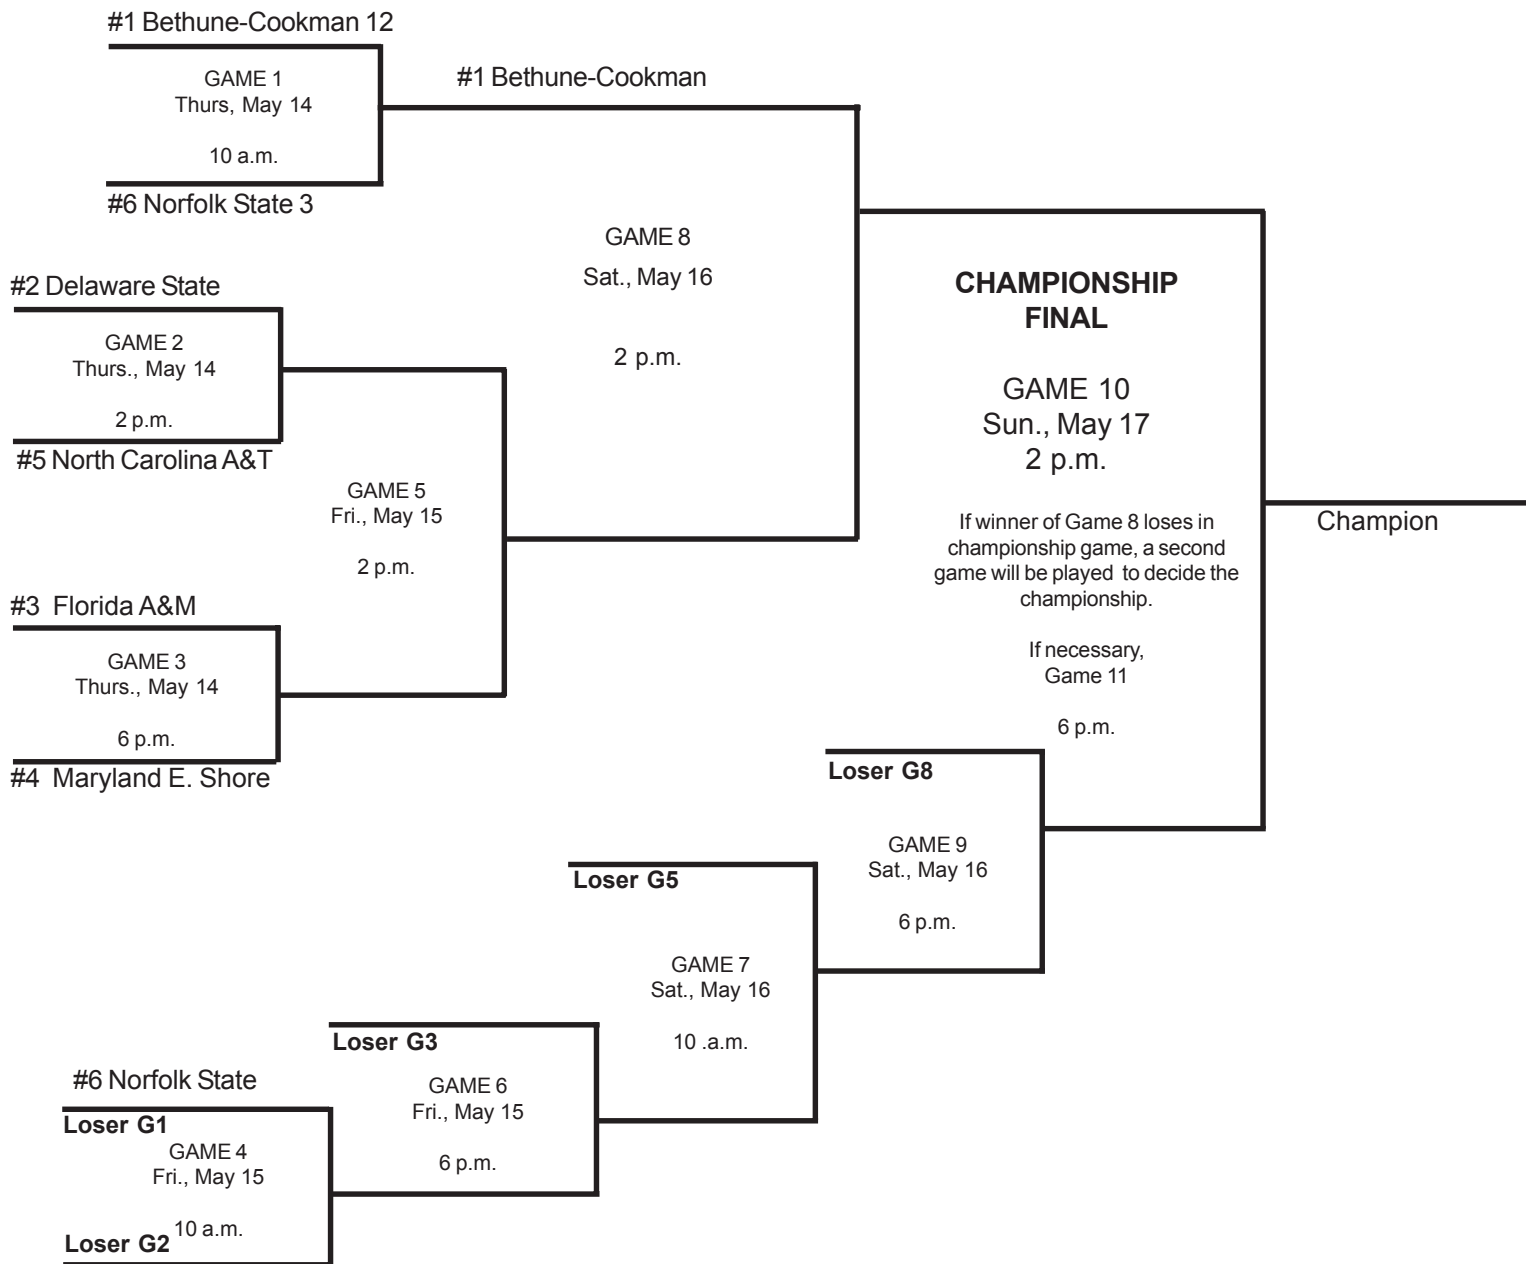 #1 Bethune-Cookman 12
GAME 1
Thurs, May 14
10 a.m.
#6 Norfolk State 3
#1 Bethune-Cookman
#2 Delaware State
GAME 2
Thurs., May 14
2 p.m.
#5 North Carolina A&T
GAME 8
Sat., May 16
2 p.m.
GAME 5
Fri., May 15
2 p.m.
#3 Florida A&M
GAME 3
Thurs., May 14
6 p.m.
#4 Maryland E. Shore
CHAMPIONSHIP
FINAL
GAME 10
Sun., May 17
2 p.m.
If winner of Game 8 loses in
championship game, a second
game will be played to decide the
championship.
If necessary,
Game 11
6 p.m.
Champion
Loser G8
GAME 9
Sat., May 16
6 p.m.
Loser G5
GAME 7
Sat., May 16
10 .a.m.
Loser G3
GAME 6
Fri., May 15
6 p.m.
#6 Norfolk State
Loser G1
GAME 4
Fri., May 15
10 a.m.
Loser G2